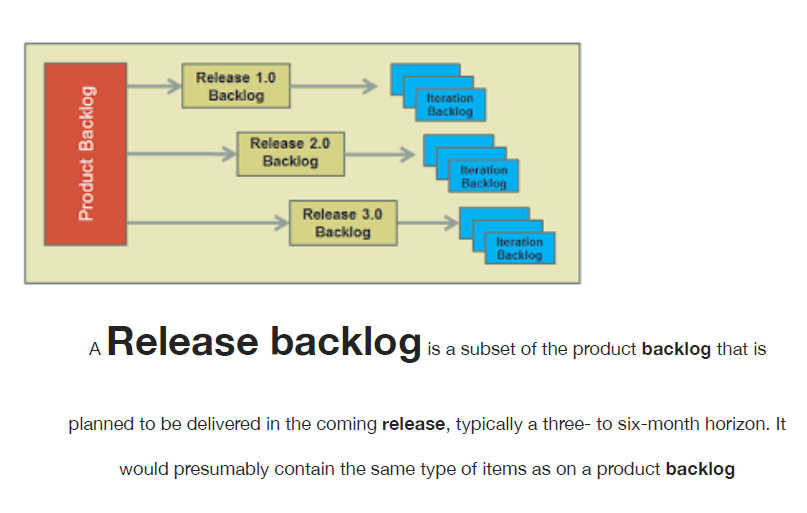 Product Backlog
Release 1.0
Backlog
Iteration
Backlog
Release 2.0
Backlog
Iteration
Backlog
Release 3.0
Backlog
Iteration
Backlog
A Release backlog is a subset of the product backlog that is
planned to be delivered in the coming release, typically a three- to six-month horizon. It
would presumably contain the same type of items as on a product backlog